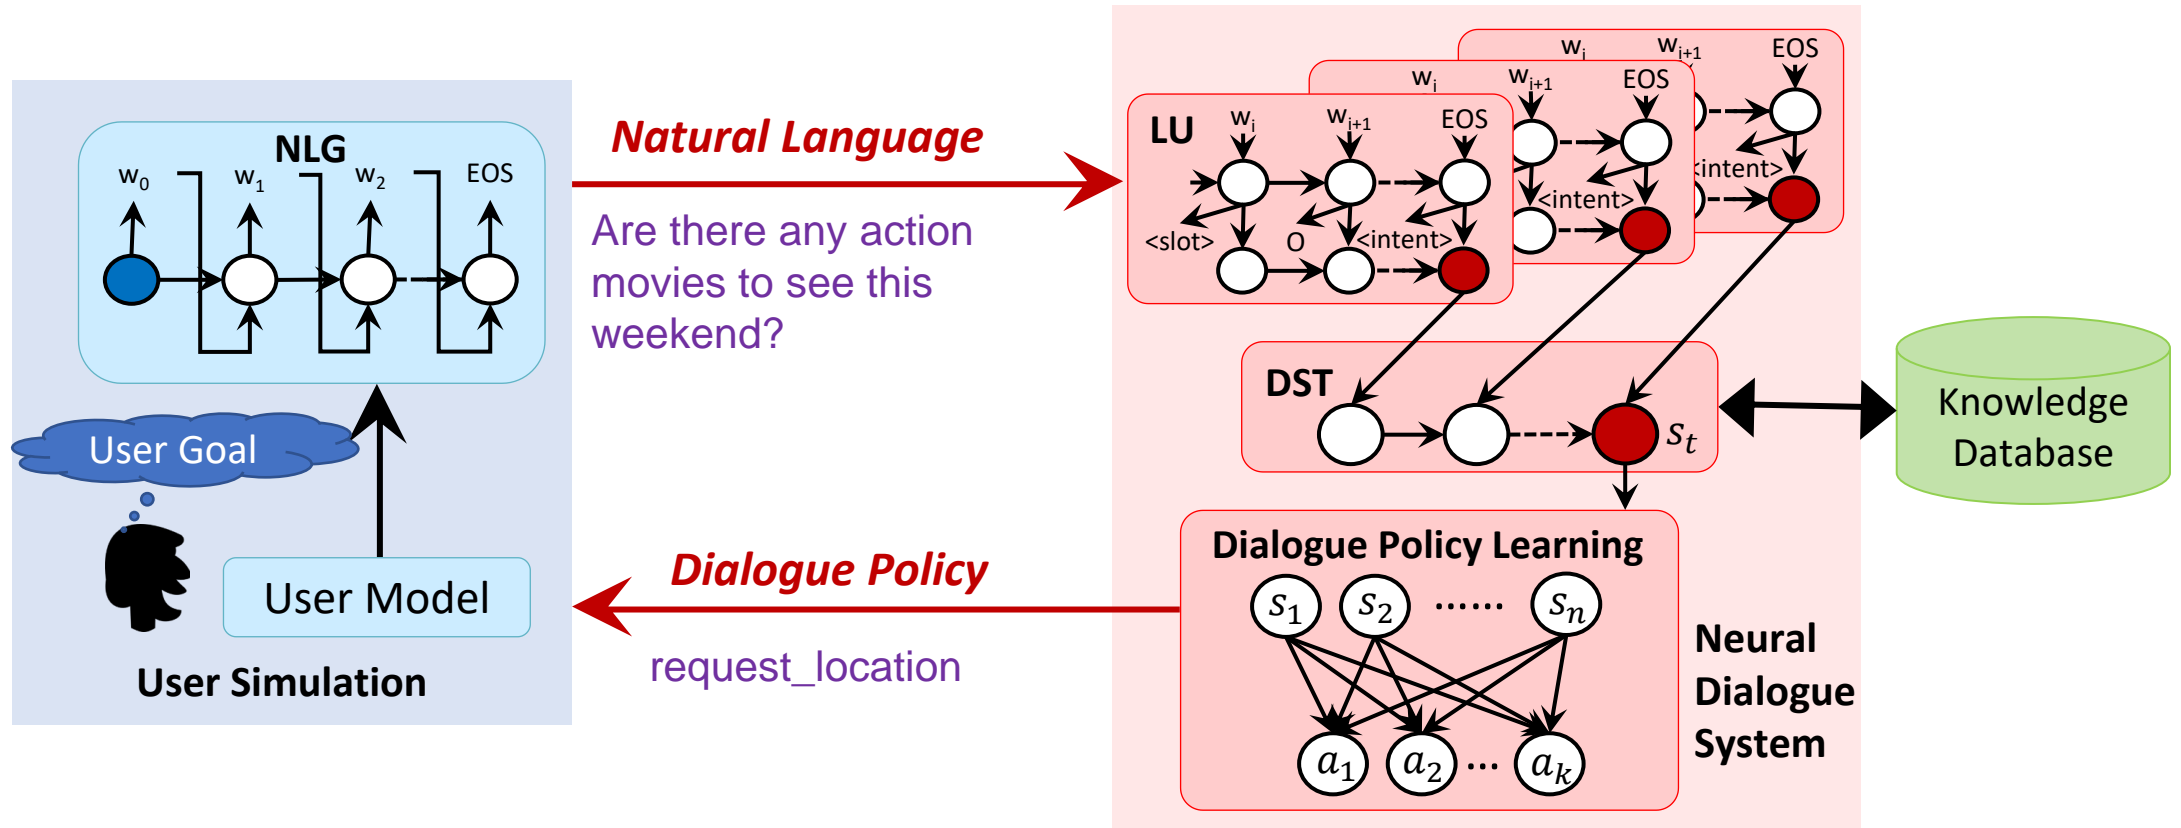 NLG
w0
w1
w2
EOS
User Goal
User Model
User Simulation
Natural Language
Are there any action
movies to see this
weekend?
Dialogue Policy
request_location
LU
wi
wi+1
EOS
<slot>
O
<intent>
wi
wi+1
EOS
<intent>
wi
wi+1
EOS
<intent>
DST
st
Knowledge
Database
Dialogue Policy Learning
s1 s2 ...... sn
a1 a2 ... ak
Neural
Dialogue
System